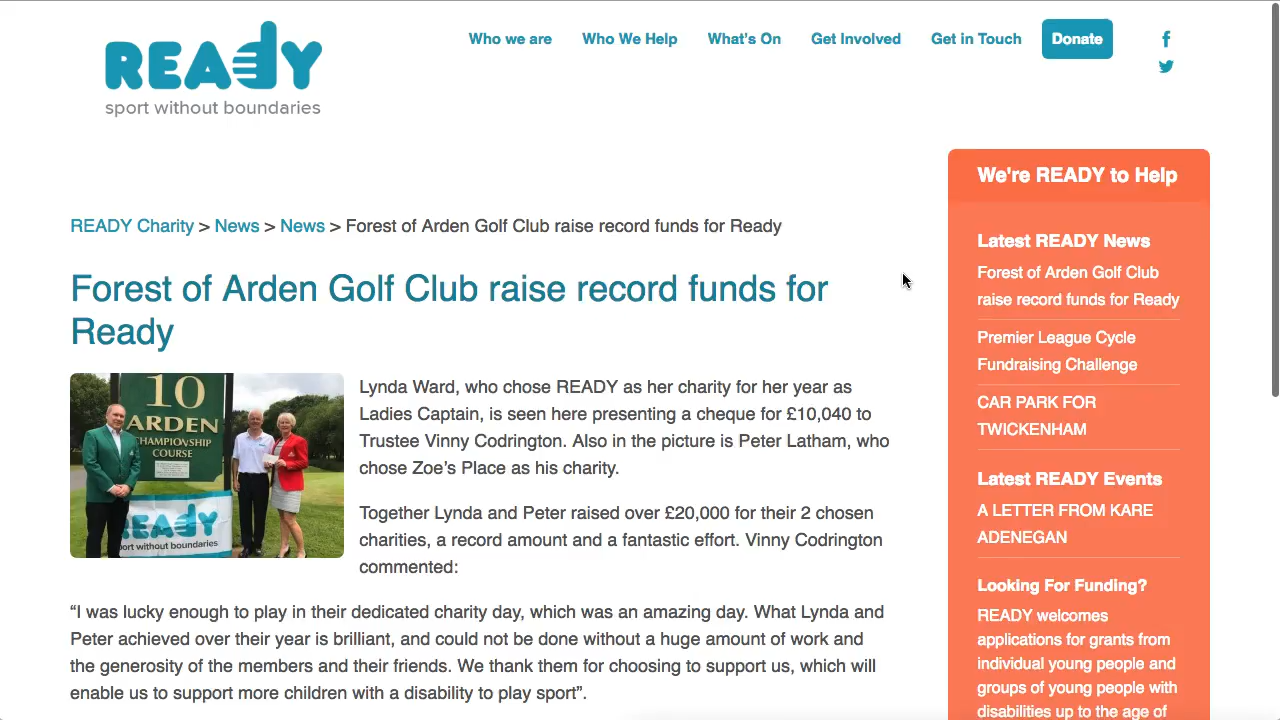 READY
sport without boundaries
Who we are
Who We Help
What's On
Get Involved
Get in Touch
Donate
READY Charity > News > News > Forest of Arden Golf Club raise record funds for Ready
Forest of Arden Golf Club raise record funds for
Ready
10
ARDEN
CHAMPIONSHIP
COURSE
READY
sport without boundaries
Lynda Ward, who chose READY as her charity for her year as
Ladies Captain, is seen here presenting a cheque for £10,040 to
Trustee Vinny Codrington. Also in the picture is Peter Latham, who
chose Zoe’s Place as his charity.
Together Lynda and Peter raised over £20,000 for their 2 chosen
charities, a record amount and a fantastic effort. Vinny Codrington
commented:
“I was lucky enough to play in their dedicated charity day, which was an amazing day. What Lynda and
Peter achieved over their year is brilliant, and could not be done without a huge amount of work and
the generosity of the members and their friends. We thank them for choosing to support us, which will
enable us to support more children with a disability to play sport”.
We're READY to Help
Latest READY News
Forest of Arden Golf Club
raise record funds for Ready
Premier League Cycle
Fundraising Challenge
CAR PARK FOR
TWICKENHAM
Latest READY Events
A LETTER FROM KARE
ADENEGAN
Looking For Funding?
READY welcomes
applications for grants from
individual young people and
groups of young people with
disabilities up to the age of